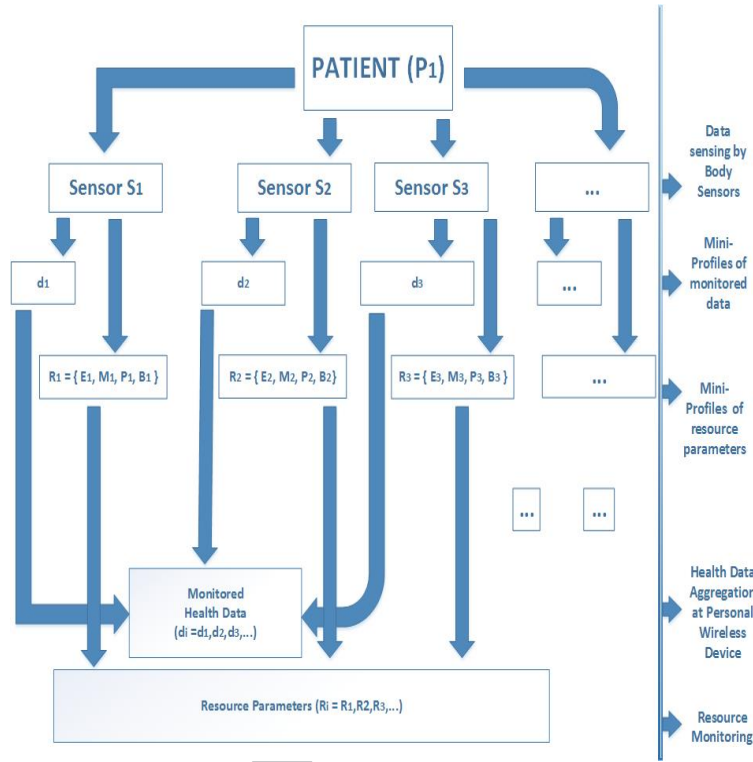 PATIENT (P1)
Sensor S1
Sensor S2
Sensor S3
...
d1
d2
d3
...
R1 = { E1, M1, P1, B1 }
R2 = { E2, M2, P2, B2}
R3 = { E3, M3, P3, B3 }
...
...
...
Monitored
Health Data
(di =d1,d2,d3,...)
Resource Parameters (Ri = R1,R2,R3,...)
Data
sensing by
Body
Sensors
Mini-
Profiles of
monitored
data
Mini-
Profiles of
resource
parameters
Health Data
Aggregation
at Personal
Wireless
Device
Resource
Monitoring